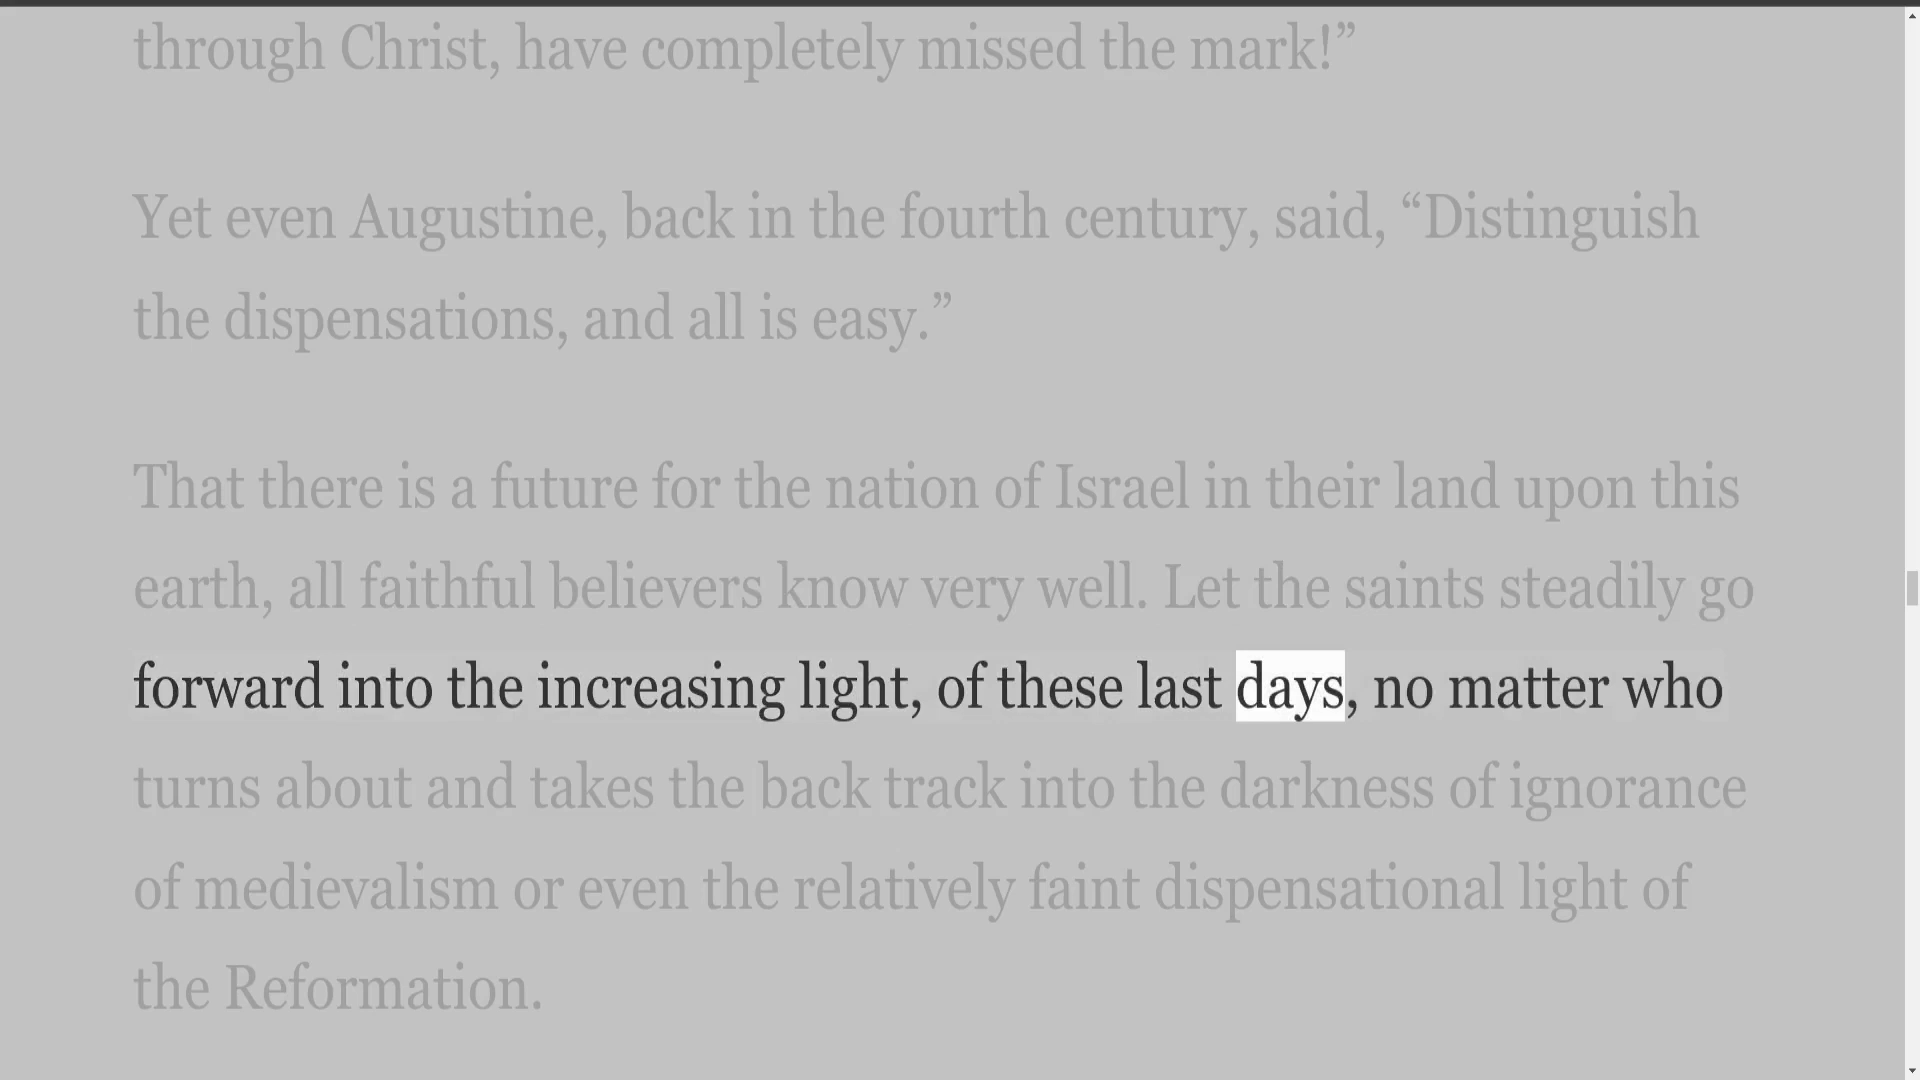 through Christ, have completely missed the mark!”
Yet even Augustine, back in the fourth century, said, “Distinguish
the dispensations, and all is easy.”
That there is a future for the nation of Israel in their land upon this
earth, all faithful believers know very well. Let the saints steadily go
forward into the increasing light, of these last days, no matter who
turns about and takes the back track into the darkness of ignorance
of medievalism or even the relatively faint dispensational light of
the Reformation.